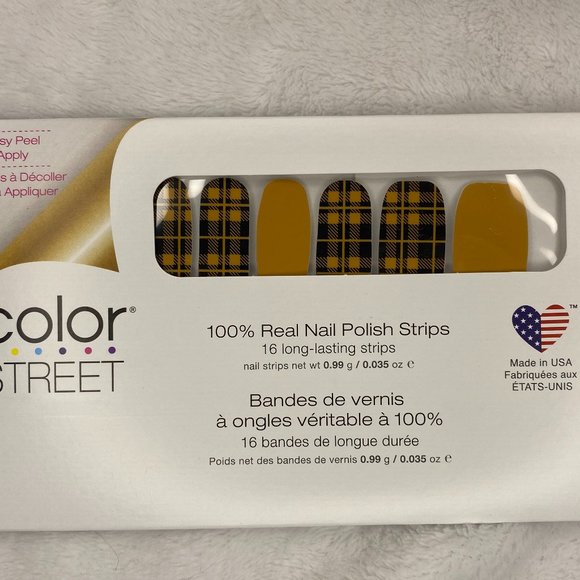 sy Peel
Apply
s à Décoller
à Appliquer
color®
STREET
100% Real Nail Polish Strips
16 long-lasting strips
nail strips net wt 0.99 g / 0.035 oz ℮
Bandes de vernis
à ongles véritable à 100%
16 bandes de longue durée
Poids net des bandes de vernis 0.99 g / 0.035 oz ℮
™
Made in USA
Fabriquées aux
ÉTATS-UNIS